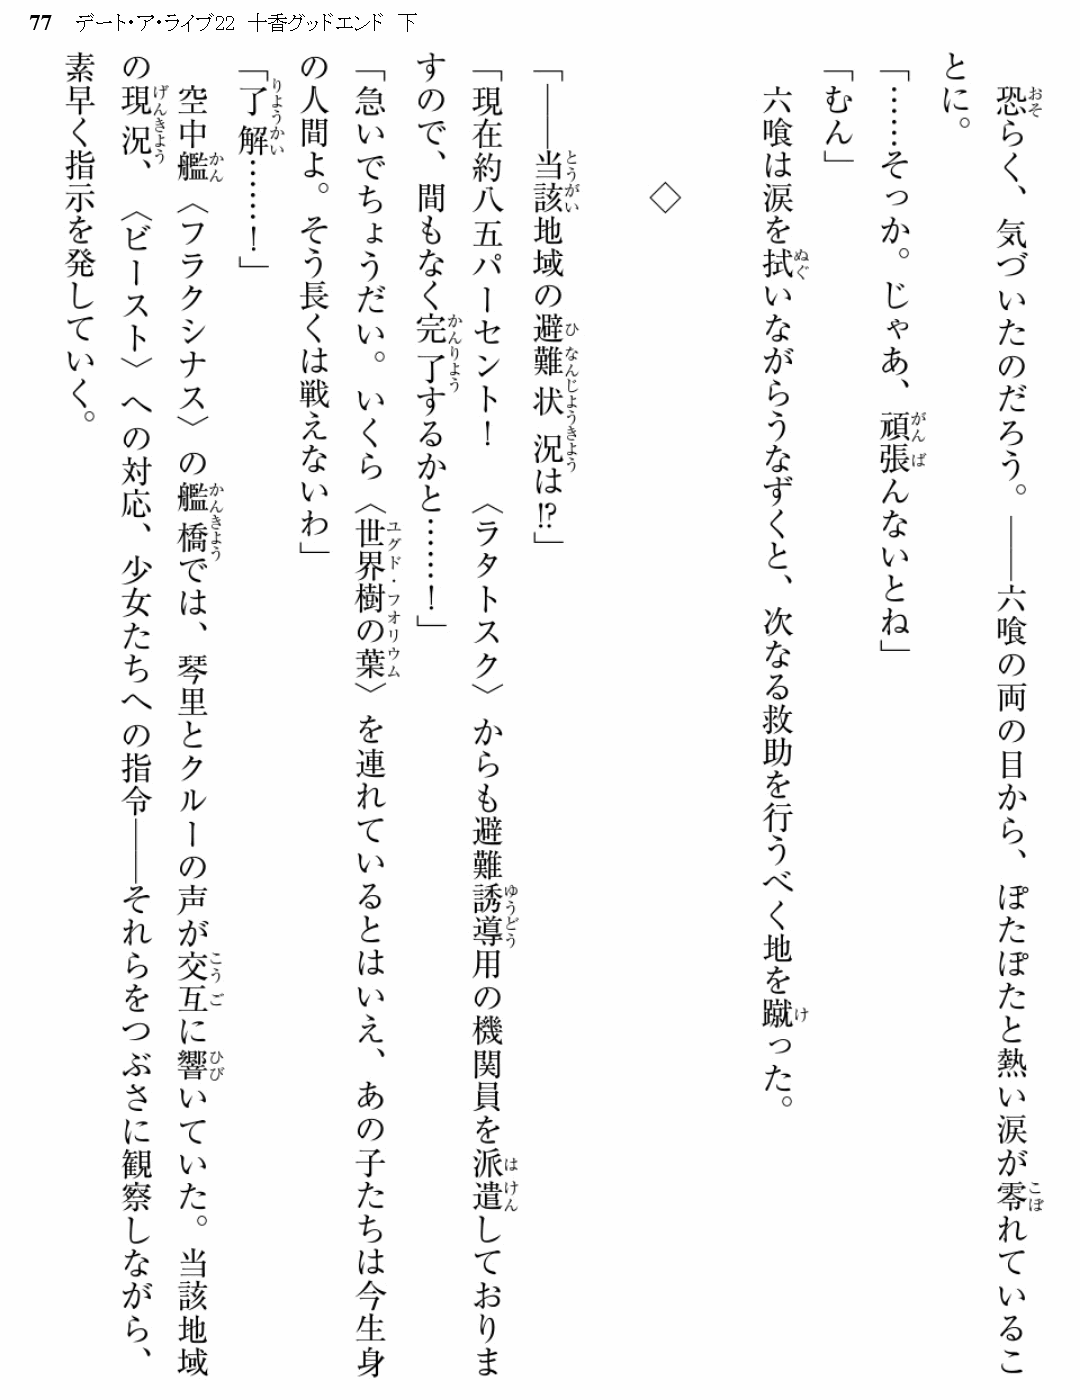 77 デート・ア・ライブ22 十香グッドエンド 下
恐らく、気づいたのだろう。――六喰の両の目から、ぽたぽたと熱い涙が零れているこ
とに。
「……そっか。じゃあ、頑張んないとね」
「むん」
六喰は涙を拭いながらうなずくと、次なる救助を行うべく地を蹴った。
◇
「――当該地域の避難状況は!?」
「現在約八五パーセント！　〈ラタトスク〉からも避難誘導用の機関員を派遣しておりま
すので、間もなく完了するかと……！」
「急いでちょうだい。いくら〈世界樹の葉〉を連れているとはいえ、あの子たちは今生身
の人間よ。そう長くは戦えないわ」
「了解……！」
空中艦〈フラクシナス〉の艦橋では、琴里とクルーの声が交互に響いていた。当該地域
の現況、〈ビースト〉への対応、少女たちへの指令――それらをつぶさに観察しながら、
素早く指示を発していく。